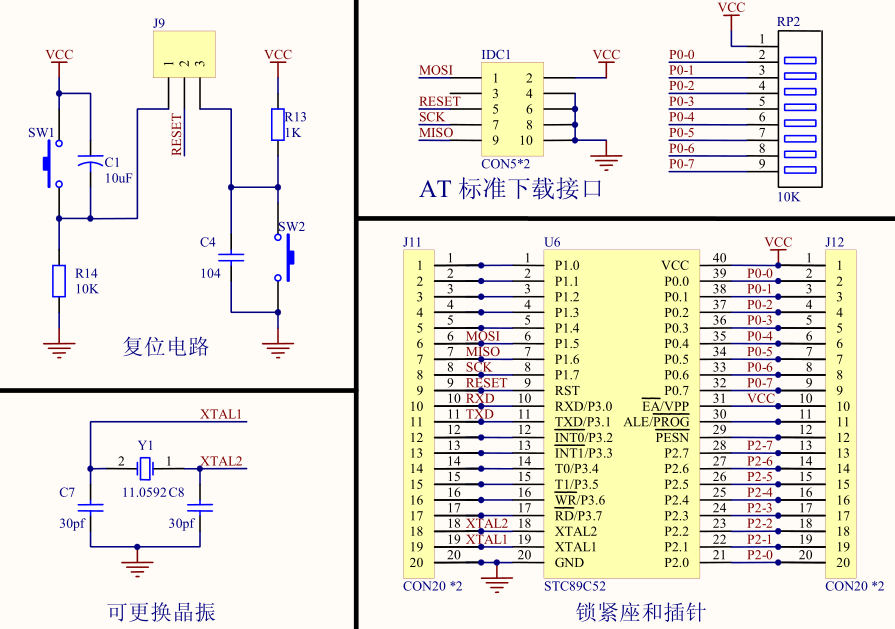 J9
VCC
VCC
1
2
3
SW1
C1
10uF
RESET
R13
1K
SW2
C4
104
R14
10K
复位电路
IDC1
VCC
MOSI 1 2
3 4
RESET 5 6
SCK 7 8
MISO 9 10
CON5*2
AT 标准下载接口
VCC
RP2
1
P0-0 2
P0-1 3
P0-2 4
P0-3 5
P0-4 6
P0-5 7
P0-6 8
P0-7 9
10K
XTAL1
Y1
2 1 XTAL2
C7 11.0592 C8
30pf 30pf
可更换晶振
J11 U6 VCC J12
1 1 1 P1.0 VCC 40 1 1
2 2 2 P1.1 P0.0 39 P0-0 2 2
3 3 3 P1.2 P0.1 38 P0-1 3 3
4 4 4 P1.3 P0.2 37 P0-2 4 4
5 5 5 P1.4 P0.3 36 P0-3 5 5
6 6 MOSI 6 P1.5 P0.4 35 P0-4 6 6
7 7 MISO 7 P1.6 P0.5 34 P0-5 7 7
8 8 SCK 8 P1.7 P0.6 33 P0-6 8 8
9 9 RESET 9 RST P0.7 32 P0-7 9 9
10 10 RXD 10 RXD/P3.0 EA/VPP 31 VCC 10 10
11 11 TXD 11 TXD/P3.1 ALE/PROG 30 11 11
12 12 12 INT0/P3.2 PESN 29 12 12
13 13 13 INT1/P3.3 P2.7 28 P2-7 13 13
14 14 14 T0/P3.4 P2.6 27 P2-6 14 14
15 15 15 T1/P3.5 P2.5 26 P2-5 15 15
16 16 16 WR/P3.6 P2.4 25 P2-4 16 16
17 17 17 RD/P3.7 P2.3 24 P2-3 17 17
18 18 XTAL2 18 XTAL2 P2.2 23 P2-2 18 18
19 19 XTAL1 19 XTAL1 P2.1 22 P2-1 19 19
20 20 20 GND P2.0 21 P2-0 20 20
CON20 *2 STC89C52 CON20 *2
锁紧座和插针